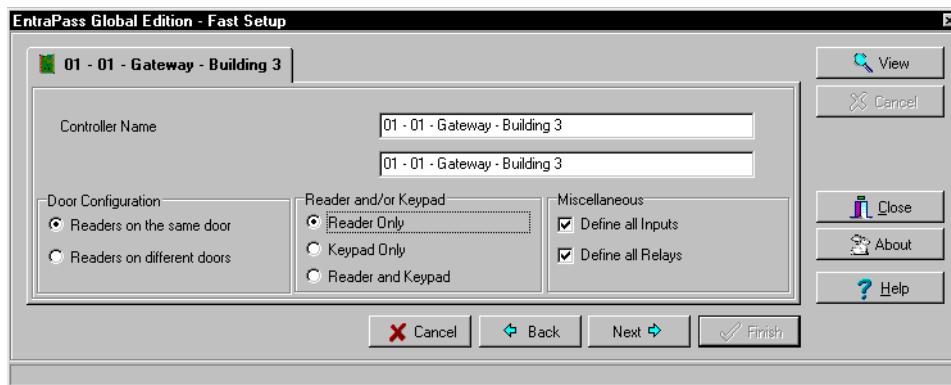 EntraPass Global Edition - Fast Setup
01 - 01 - Gateway - Building 3
View
Cancel
Controller Name
01 - 01 - Gateway - Building 3
01 - 01 - Gateway - Building 3
Door Configuration
Readers on the same door
Readers on different doors
Reader and/or Keypad
Reader Only
Keypad Only
Reader and Keypad
Miscellaneous
Define all Inputs
Define all Relays
Close
About
Help
Cancel
Back
Next
Finish